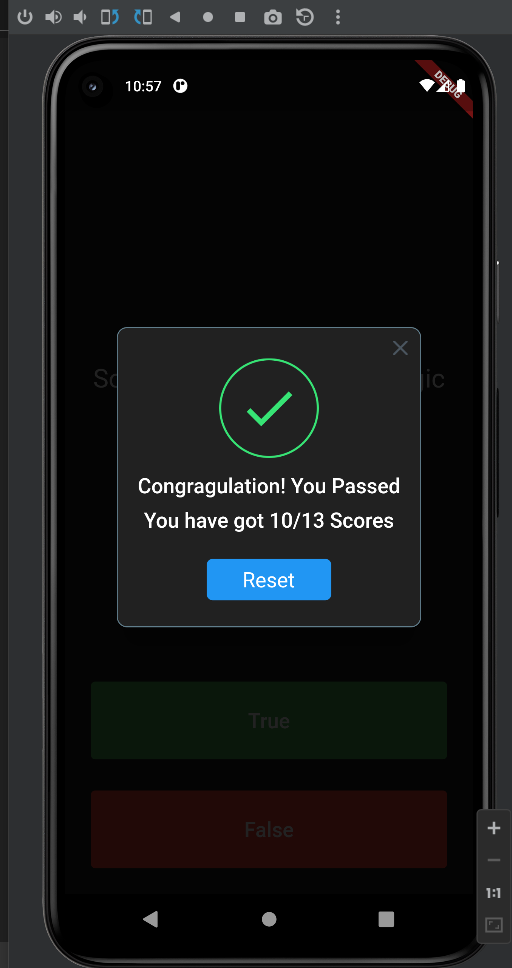 10:57
DEBUG
Congragulation! You Passed
You have got 10/13 Scores
Reset
True
False
1:1